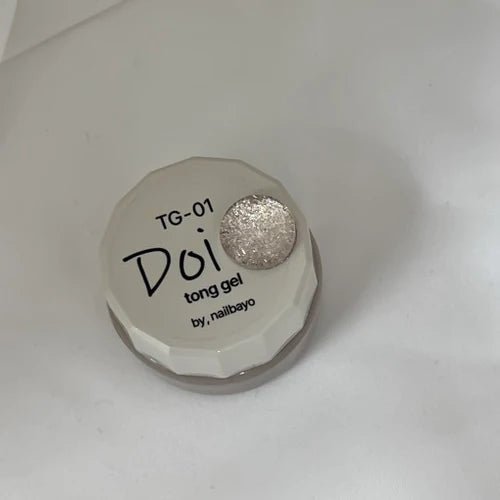 TG-01
Doi
tong gel
by, nailbayo